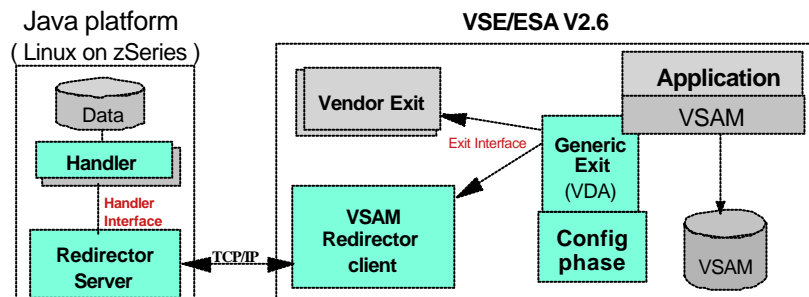 Java platform
( Linux on zSeries )
Data
Handler
Handler
Interface
Redirector
Server
TCP/IP
VSE/ESA V2.6
Vendor Exit
Exit Interface
VSAM
Redirector
client
Generic
Exit
(VDA)
Config
phase
Application
VSAM
VSAM